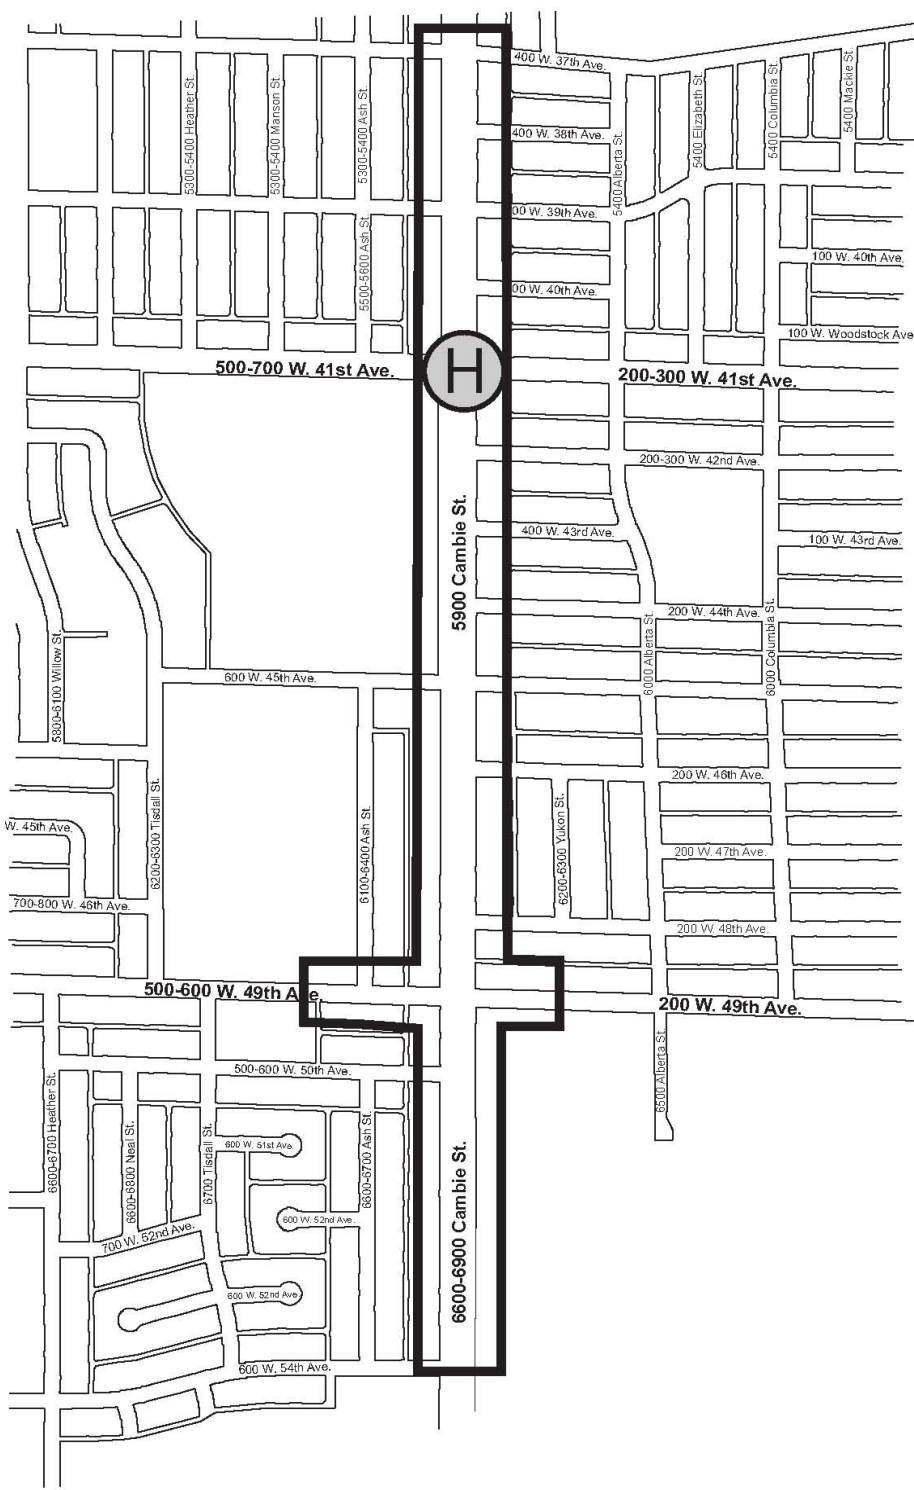 400 W. 37th Ave.
5300-5400 Heather St.
5300-5400 Manson St.
5300-5400 Ash St.
400 W. 38th Ave.
5400 Alberta St.
5400 Elizabeth St.
5400 Columbia St.
5400 Mackie St.
00 W. 39th Ave.
5500-5600 Ash St.
100 W. 40th Ave.
00 W. 40th Ave.
100 W. Woodstock Ave
500-700 W. 41st Ave.
H
200-300 W. 41st Ave.
200-300 W. 42nd Ave.
5900 Cambie St.
400 W. 43rd Ave.
100 W. 43rd Ave.
200 W. 44th Ave.
5800-6100 Willow St.
6000 Alberta St.
6000 Columbia St.
600 W. 45th Ave.
200 W. 46th Ave.
W. 45th Ave.
6200-6300 Tisdall St.
6100-6400 Ash St.
6200-6300 Yukon St.
200 W. 47th Ave.
700-800 W. 46th Ave.
200 W. 48th Ave.
500-600 W. 49th Ave.
200 W. 49th Ave.
500-600 W. 50th Ave.
6500 Alberta St.
6600-6700 Heather St.
6600-6800 Neal St.
6700 Tisdall St.
600 W. 51st Ave.
6600-6700 Ash St.
6600-6900 Cambie St.
600 W. 52nd Ave.
700 W. 52nd Ave.
600 W. 52nd Ave.
600 W. 54th Ave.